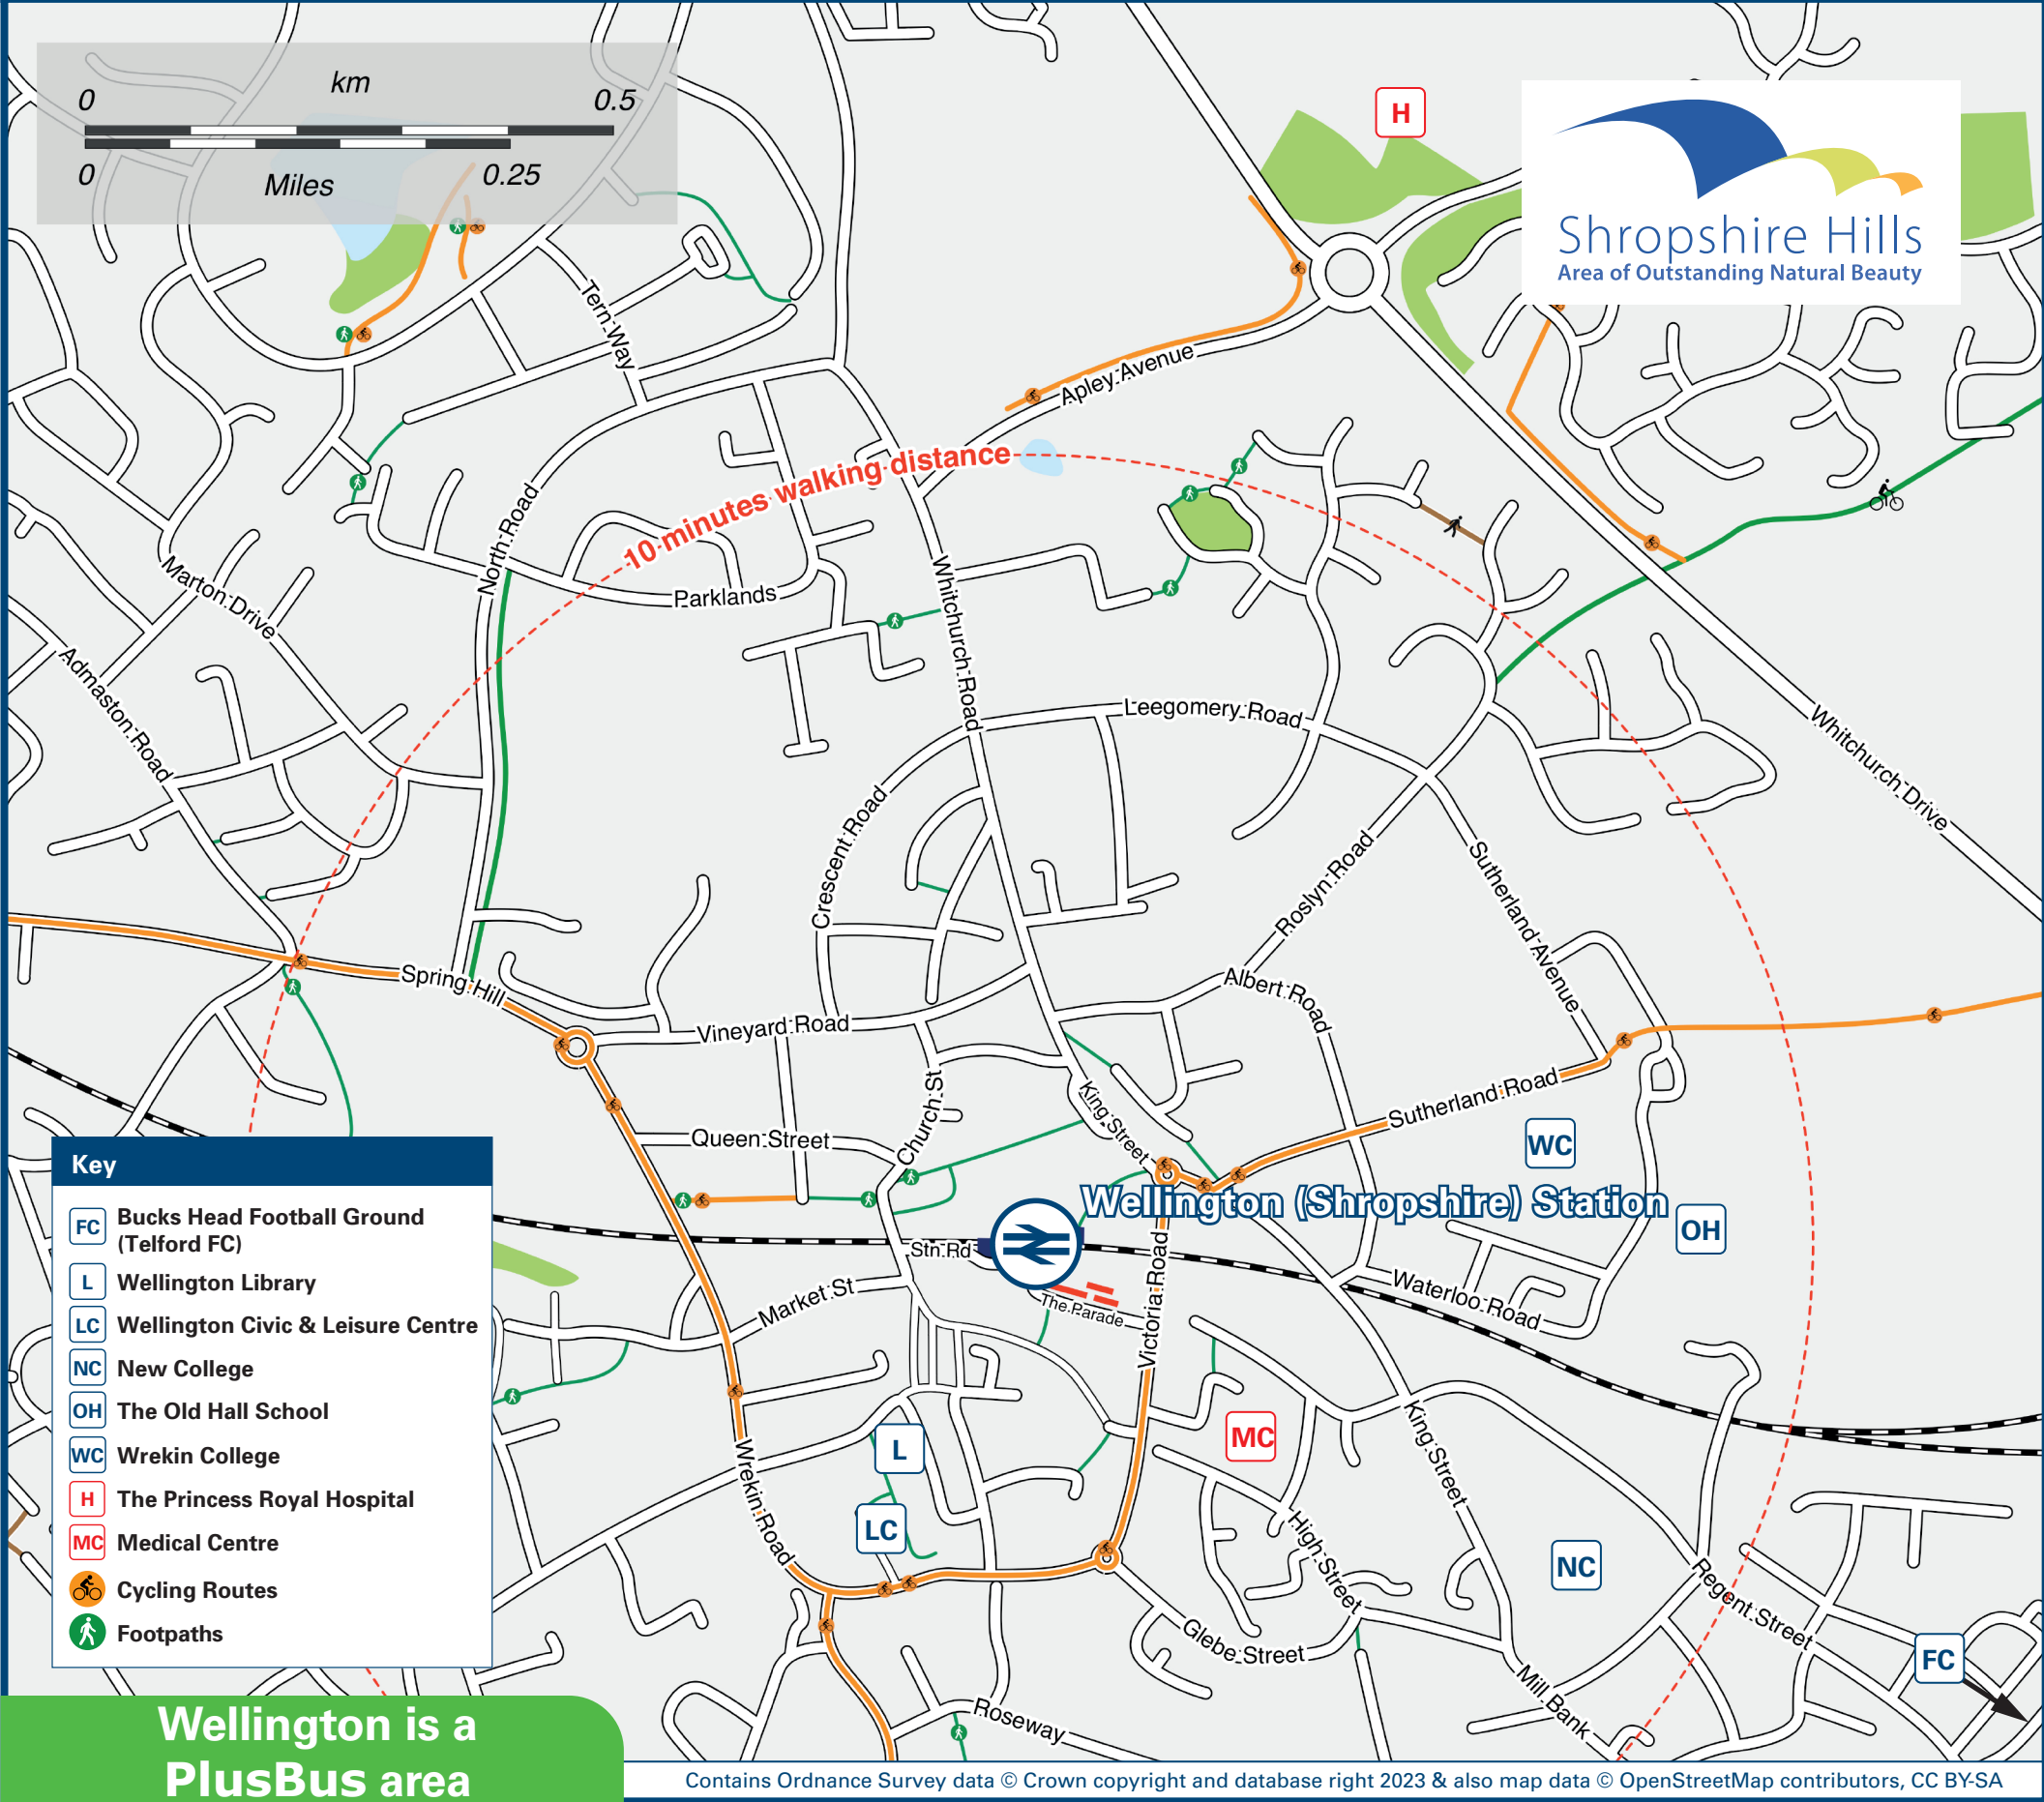 km
0 0.5
0 0.25
Miles
H
Shropshire Hills
Area of Outstanding Natural Beauty
Tern Way
Apley Avenue
10 minutes walking distance
North Road
Whitchurch Road
Parklands
Marton Drive
Admaston Road
Leegomery Road
Whitchurch Drive
Crescent Road
Roslyn Road
Sutherland Avenue
Spring Hill
Albert Road
Vineyard Road
Church St
King Street
Sutherland Road
Queen Street
WC
Wellington (Shropshire) Station
OH
Stn Rd
Market St
The Parade
Victoria Road
Waterloo Road
MC
L
King Street
Wrekin Road
LC
High Street
NC
Regent Street
Glebe Street
FC
Mill Bank
Roseway
Key
FC Bucks Head Football Ground
(Telford FC)
L Wellington Library
LC Wellington Civic & Leisure Centre
NC New College
OH The Old Hall School
WC Wrekin College
H The Princess Royal Hospital
MC Medical Centre
Cycling Routes
Footpaths
Wellington is a
PlusBus area
Contains Ordnance Survey data © Crown copyright and database right 2023 & also map data © OpenStreetMap contributors, CC BY-SA